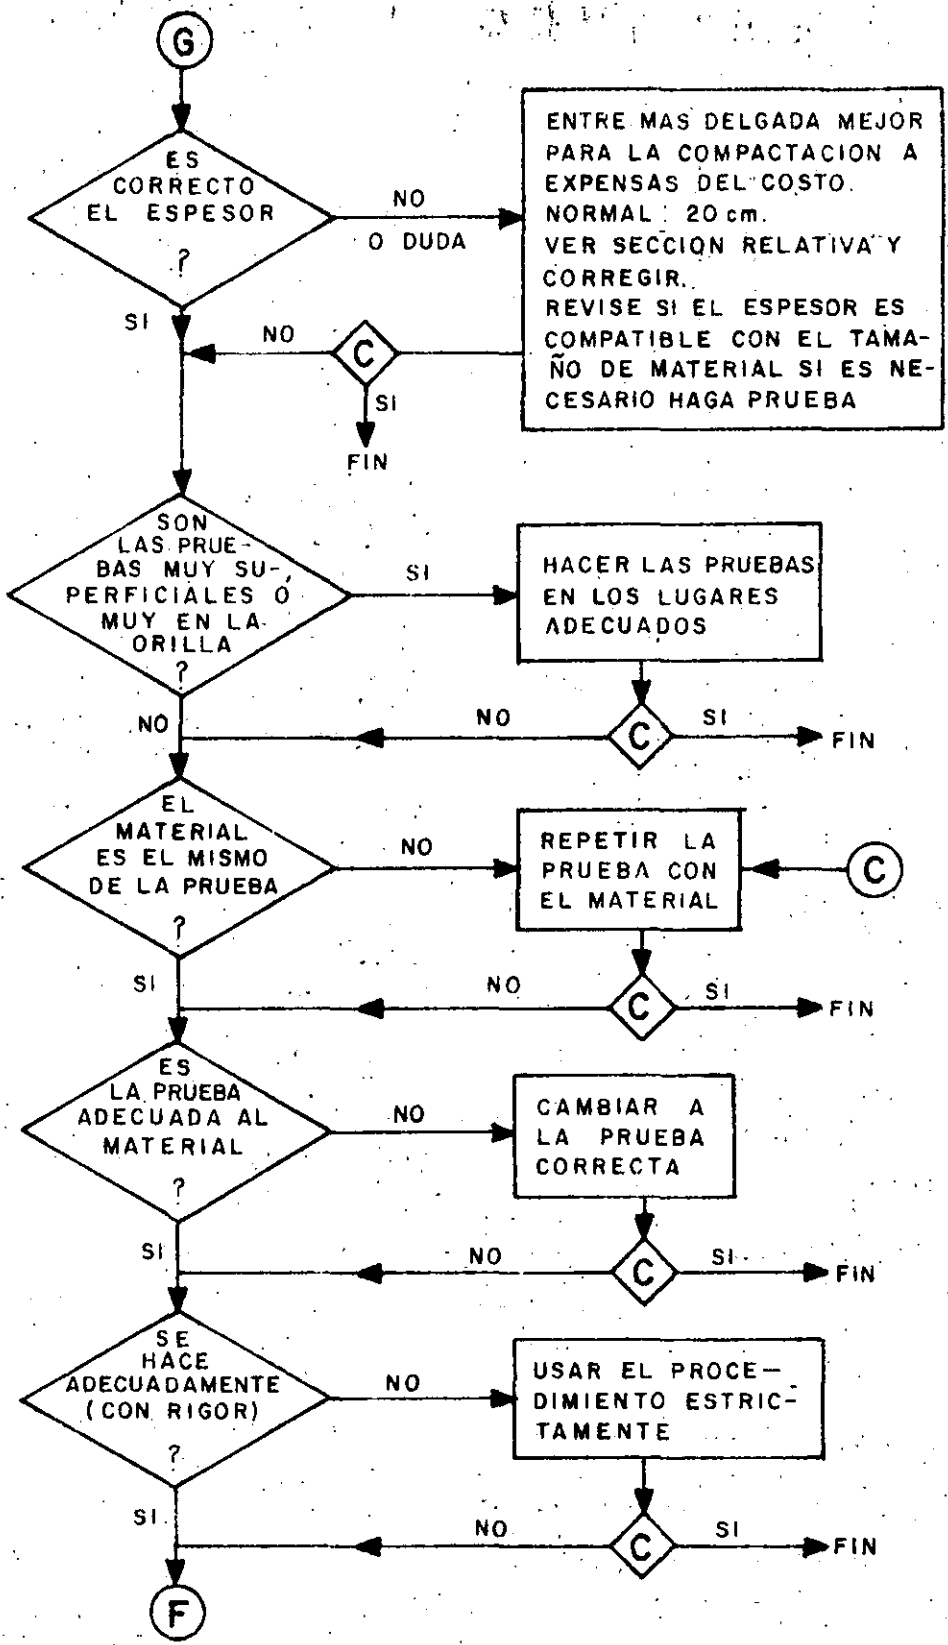 G
ES
CORRECTO
EL ESPESOR
?
NO
O DUDA
ENTRE MAS DELGADA MEJOR
PARA LA COMPACTACION A
EXPENSAS DEL COSTO.
NORMAL : 20 cm.
VER SECCION RELATIVA Y
CORREGIR.
REVISE SI EL ESPESOR ES
COMPATIBLE CON EL TAMA-
ÑO DE MATERIAL SI ES NE-
CESARIO HAGA PRUEBA
SI
NO
C
SI
FIN
SON
LAS PRUE-
BAS MUY SU-
PERFICIALES O
MUY EN LA
ORILLA
?
SI
HACER LAS PRUEBAS
EN LOS LUGARES
ADECUADOS
NO
NO
C
SI
FIN
EL
MATERIAL
ES EL MISMO
DE LA PRUEBA
?
NO
REPETIR LA
PRUEBA CON
EL MATERIAL
C
SI
NO
C
SI
FIN
ES
LA PRUEBA
ADECUADA AL
MATERIAL
?
NO
CAMBIAR A
LA PRUEBA
CORRECTA
SI
NO
C
SI
FIN
SE
HACE
ADECUADAMENTE
(CON RIGOR)
?
NO
USAR EL PROCE-
DIMIENTO ESTRIC-
TAMENTE
SI
NO
C
SI
FIN
F